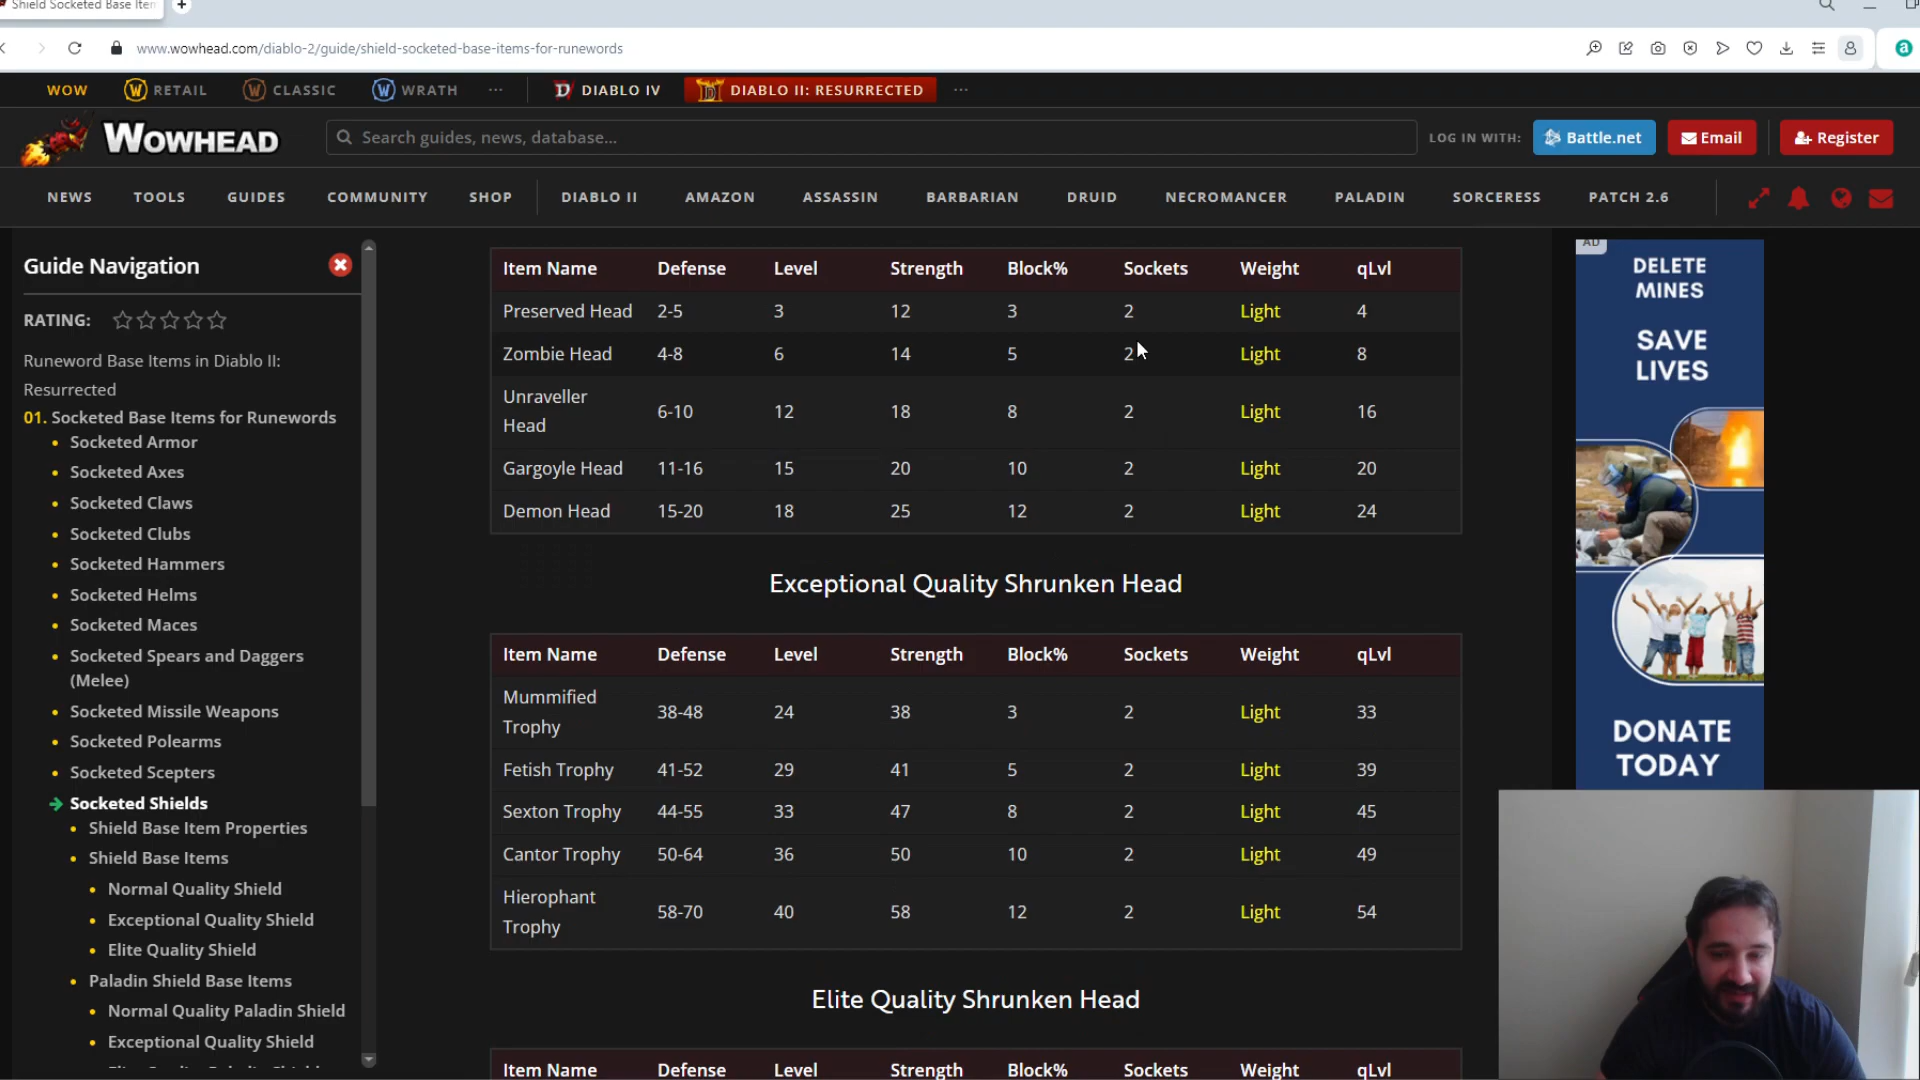 Shield Socketed Base Iten
www.wowhead.com/diablo-2/guide/shield-socketed-base-items-for-runewords
WOW RETAIL CLASSIC WRATH ... DIABLO IV DIABLO II: RESURRECTED ...
WOWHEAD Search guides, news, database... LOG IN WITH: Battle.net Email Register
NEWS TOOLS GUIDES COMMUNITY SHOP DIABLO II AMAZON ASSASSIN BARBARIAN DRUID NECROMANCER PALADIN SORCERESS PATCH 2.6
Guide Navigation
RATING:
Runeword Base Items in Diablo II:
Resurrected
01. Socketed Base Items for Runewords
Socketed Armor
Socketed Axes
Socketed Claws
Socketed Clubs
Socketed Hammers
Socketed Helms
Socketed Maces
Socketed Spears and Daggers
(Melee)
Socketed Missile Weapons
Socketed Polearms
Socketed Scepters
Socketed Shields
Shield Base Item Properties
Shield Base Items
Normal Quality Shield
Exceptional Quality Shield
Elite Quality Shield
Paladin Shield Base Items
Normal Quality Paladin Shield
Exceptional Quality Shield
Item Name Defense Level Strength Block% Sockets Weight qLvl
Preserved Head 2-5 3 12 3 2 Light 4
Zombie Head 4-8 6 14 5 2 Light 8
Unraveller
Head 6-10 12 18 8 2 Light 16
Gargoyle Head 11-16 15 20 10 2 Light 20
Demon Head 15-20 18 25 12 2 Light 24
Exceptional Quality Shrunken Head
Item Name Defense Level Strength Block% Sockets Weight qLvl
Mummified
Trophy 38-48 24 38 3 2 Light 33
Fetish Trophy 41-52 29 41 5 2 Light 39
Sexton Trophy 44-55 33 47 8 2 Light 45
Cantor Trophy 50-64 36 50 10 2 Light 49
Hierophant
Trophy 58-70 40 58 12 2 Light 54
Elite Quality Shrunken Head
Item Name Defense Level Strength Block% Sockets Weight qLvl
AD
DELETE
MINES
SAVE
LIVES
DONATE
TODAY